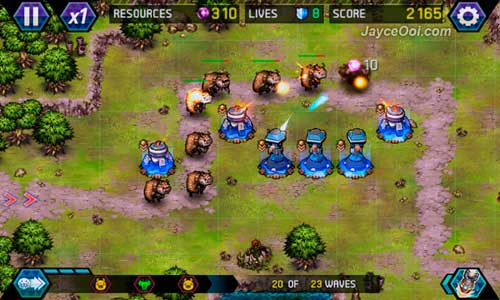 x1 RESOURCES 310 LIVES 8 SCORE 2165
JayceOoi.com
10
20 OF 23 WAVES